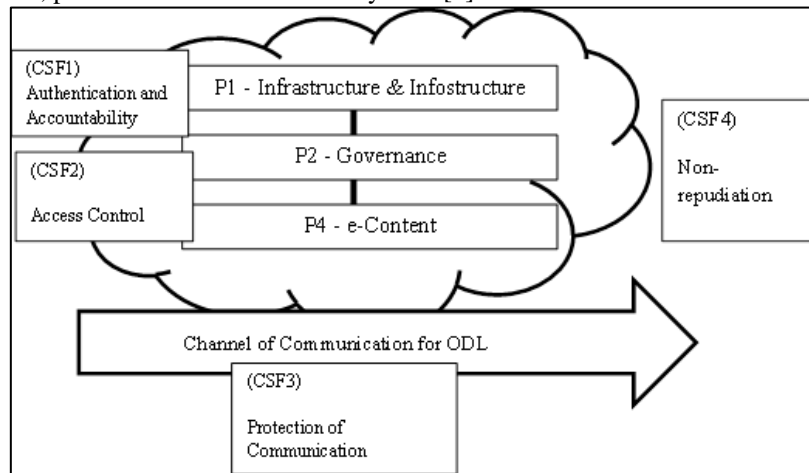 (CSF1)
Authentication and
Accountability
P1 - Infrastructure & Infostructure
(CSF2)
Access Control
P2 - Governance
P4 - e-Content
(CSF4)
Non-
repudiation
Channel of Communication for ODL
(CSF3)
Protection of
Communication